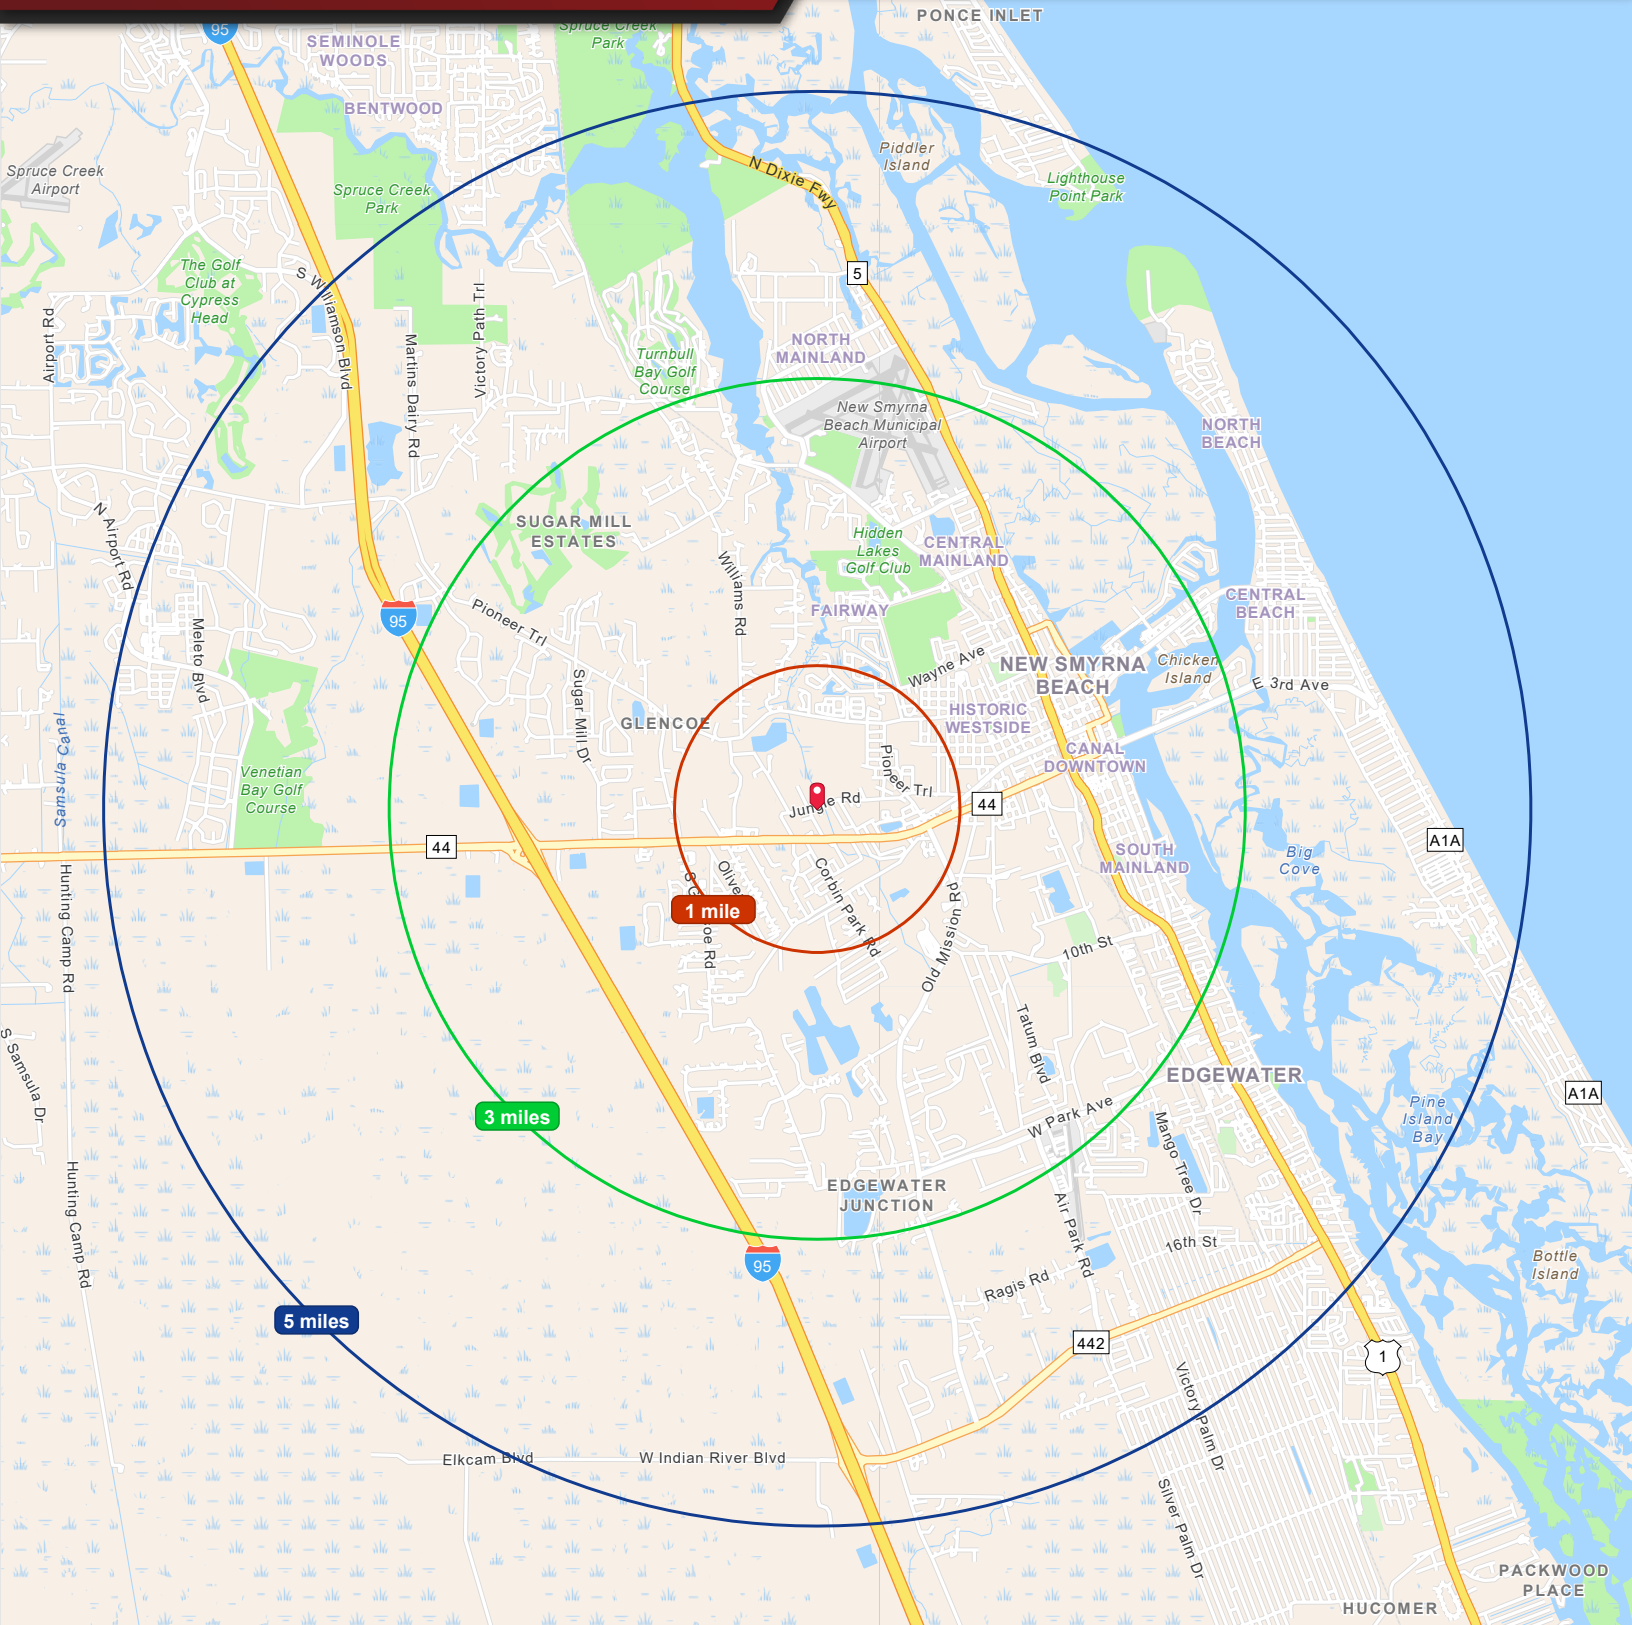 PONCE INLET
95
SEMINOLE
WOODS
Spruce Creek
Park
BENTWOOD
Piddler
Island
N Dixie Fwy
Spruce Creek
Airport
Spruce Creek
Park
Lighthouse
Point Park
The Golf
Club at
Cypress
Head
5
S Williamson Blvd
Airport Rd
Martins Dairy Rd
Victory Path Trl
NORTH
MAINLAND
Turnbull
Bay Golf
Course
New Smyrna
Beach Municipal
Airport
NORTH
BEACH
N Airport Rd
SUGAR MILL
ESTATES
Hidden
Lakes
Golf Club
CENTRAL
MAINLAND
Williams Rd
95
Pioneer Trl
FAIRWAY
CENTRAL
BEACH
Meleto Blvd
Wayne Ave
NEW SMYRNA
BEACH
Chicken
Island
E 3rd Ave
Sugar Mill Dr
GLENCOE
HISTORIC
WESTSIDE
Samsula Canal
CANAL
DOWNTOWN
Pioneer Trl
Venetian
Bay Golf
Course
Jungle Rd
44
44
A1A
SOUTH
MAINLAND
Big
Cove
Hunting Camp Rd
Corbin Park Rd
Old Mission Rd
1 mile
10th St
S Samsula Dr
Tatum Blvd
EDGEWATER
A1A
3 miles
W Park Ave
Pine
Island
Bay
Mango Tree Dr
Hunting Camp Rd
EDGEWATER
JUNCTION
Air Park Rd
16th St
95
Bottle
Island
Ragis Rd
5 miles
442
1
Victory Palm Dr
Elkcam Blvd
W Indian River Blvd
Silver Palm Dr
PACKWOOD
PLACE
HUCOMER